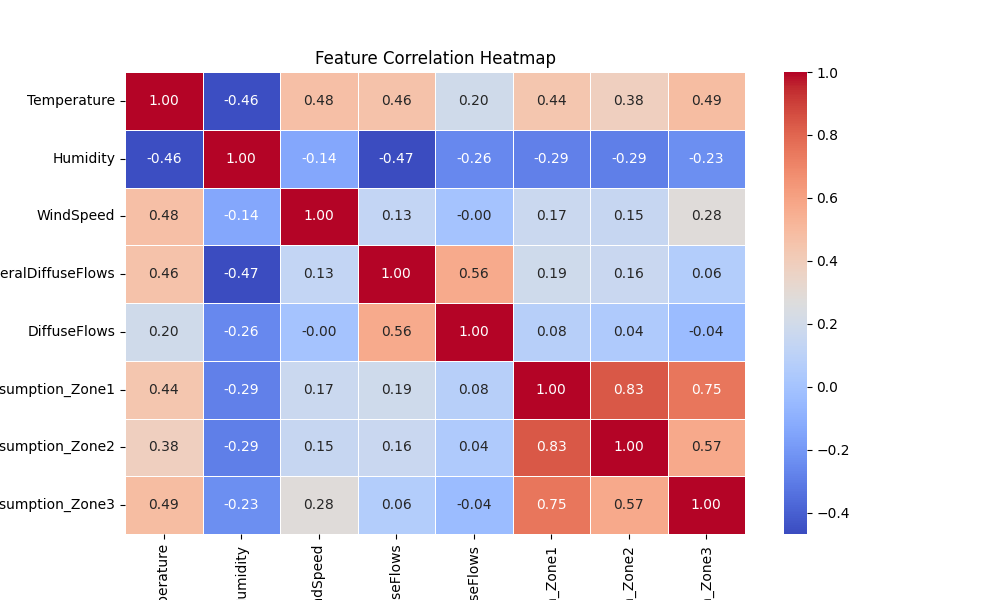 Feature Correlation Heatmap
Temperature 1.00 -0.46 0.48 0.46 0.20 0.44 0.38 0.49
Humidity -0.46 1.00 -0.14 -0.47 -0.26 -0.29 -0.29 -0.23
WindSpeed 0.48 -0.14 1.00 0.13 -0.00 0.17 0.15 0.28
eralDiffuseFlows 0.46 -0.47 0.13 1.00 0.56 0.19 0.16 0.06
DiffuseFlows 0.20 -0.26 -0.00 0.56 1.00 0.08 0.04 -0.04
sumption_Zone1 0.44 -0.29 0.17 0.19 0.08 1.00 0.83 0.75
sumption_Zone2 0.38 -0.29 0.15 0.16 0.04 0.83 1.00 0.57
sumption_Zone3 0.49 -0.23 0.28 0.06 -0.04 0.75 0.57 1.00
perature
umidity
ndSpeed
seFlows
seFlows
_Zone1
_Zone2
_Zone3
1.0
0.8
0.6
0.4
0.2
0.0
−0.2
−0.4